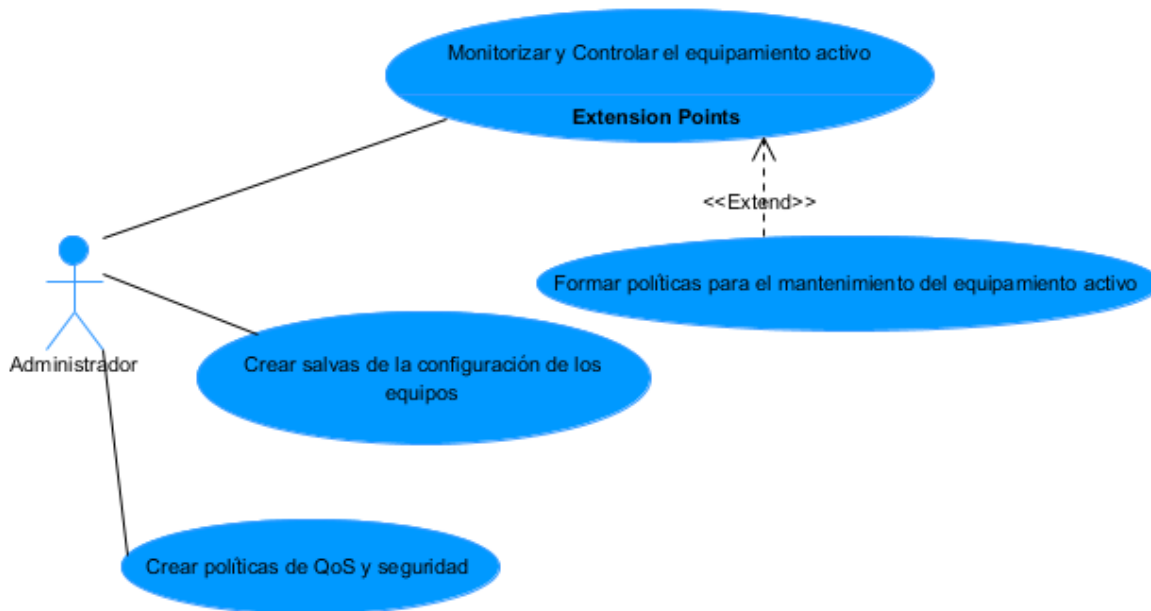 Monitorizar y Controlar el equipamiento activo
Extension Points
<<Extend>>
Formar políticas para el mantenimiento del equipamiento activo
Administrador
Crear salvas de la configuración de los
equipos
Crear políticas de QoS y seguridad